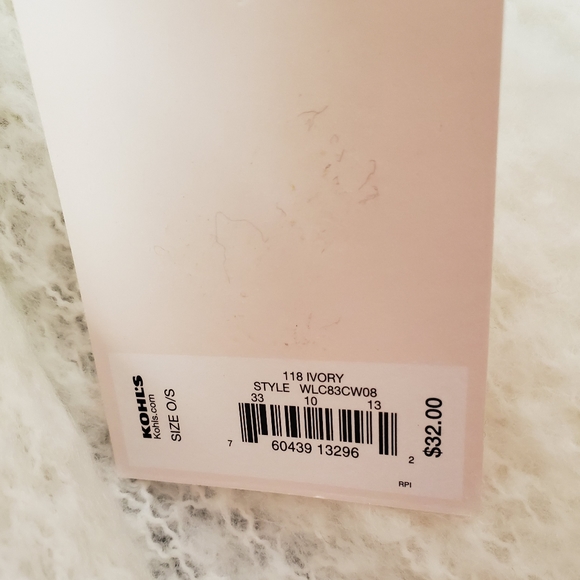 KOHL'S
Kohls.com
SIZE O/S
118 IVORY
STYLE WLC83CW08
33 10 13
7 60439 13296 2
$32.00
RPI